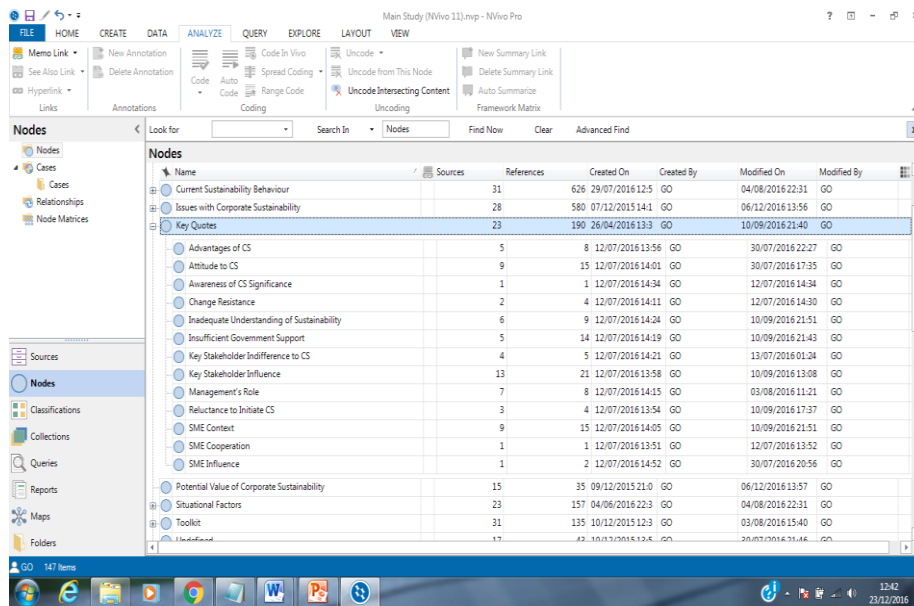 Main Study (NVivo 11).nvp - NVivo Pro
FILE HOME CREATE DATA ANALYZE QUERY EXPLORE LAYOUT VIEW
Memo Link New Annotation Code In Vivo Uncode New Summary Link
See Also Link Delete Annotation Code Auto Code Spread Coding Uncode from This Node Delete Summary Link
Hyperlink Range Code Uncode Intersecting Content Auto Summarize
Links Annotations Coding Uncoding Framework Matrix
Nodes Look for Search In Nodes Find Now Clear Advanced Find
Nodes
Cases
Cases
Relationships
Node Matrices
Sources
Nodes
Classifications
Collections
Queries
Reports
Maps
Folders
Nodes
Name Sources References Created On Created By Modified On Modified By
Current Sustainability Behaviour 31 626 29/07/2016 12:5 GO 04/08/2016 22:31 GO
Issues with Corporate Sustainability 28 580 07/12/2015 14:1 GO 06/12/2016 13:56 GO
Key Quotes 23 190 26/04/2016 13:3 GO 10/09/2016 21:40 GO
Advantages of CS 5 8 12/07/2016 13:56 GO 30/07/2016 22:27 GO
Attitude to CS 9 15 12/07/2016 14:01 GO 30/07/2016 17:35 GO
Awareness of CS Significance 1 1 12/07/2016 14:34 GO 12/07/2016 14:34 GO
Change Resistance 2 4 12/07/2016 14:11 GO 12/07/2016 14:30 GO
Inadequate Understanding of Sustainability 6 9 12/07/2016 14:24 GO 10/09/2016 21:51 GO
Insufficient Government Support 5 14 12/07/2016 14:19 GO 10/09/2016 21:43 GO
Key Stakeholder Indifference to CS 4 5 12/07/2016 14:21 GO 13/07/2016 01:24 GO
Key Stakeholder Influence 13 21 12/07/2016 13:58 GO 10/09/2016 13:08 GO
Management's Role 7 8 12/07/2016 14:15 GO 03/08/2016 11:21 GO
Reluctance to Initiate CS 3 4 12/07/2016 13:54 GO 10/09/2016 17:37 GO
SME Context 9 15 12/07/2016 14:05 GO 10/09/2016 21:51 GO
SME Cooperation 1 1 12/07/2016 13:51 GO 12/07/2016 13:52 GO
SME Influence 1 2 12/07/2016 14:52 GO 30/07/2016 20:56 GO
Potential Value of Corporate Sustainability 15 35 09/12/2015 21:0 GO 06/12/2016 13:57 GO
Situational Factors 23 157 04/06/2016 22:3 GO 04/08/2016 22:31 GO
Toolkit 31 135 10/12/2015 12:3 GO 03/08/2016 15:40 GO
Undefined 17 43 10/12/2015 13:5 GO 30/07/2016 21:46 GO
GO 147 Items
12:42
23/12/2016